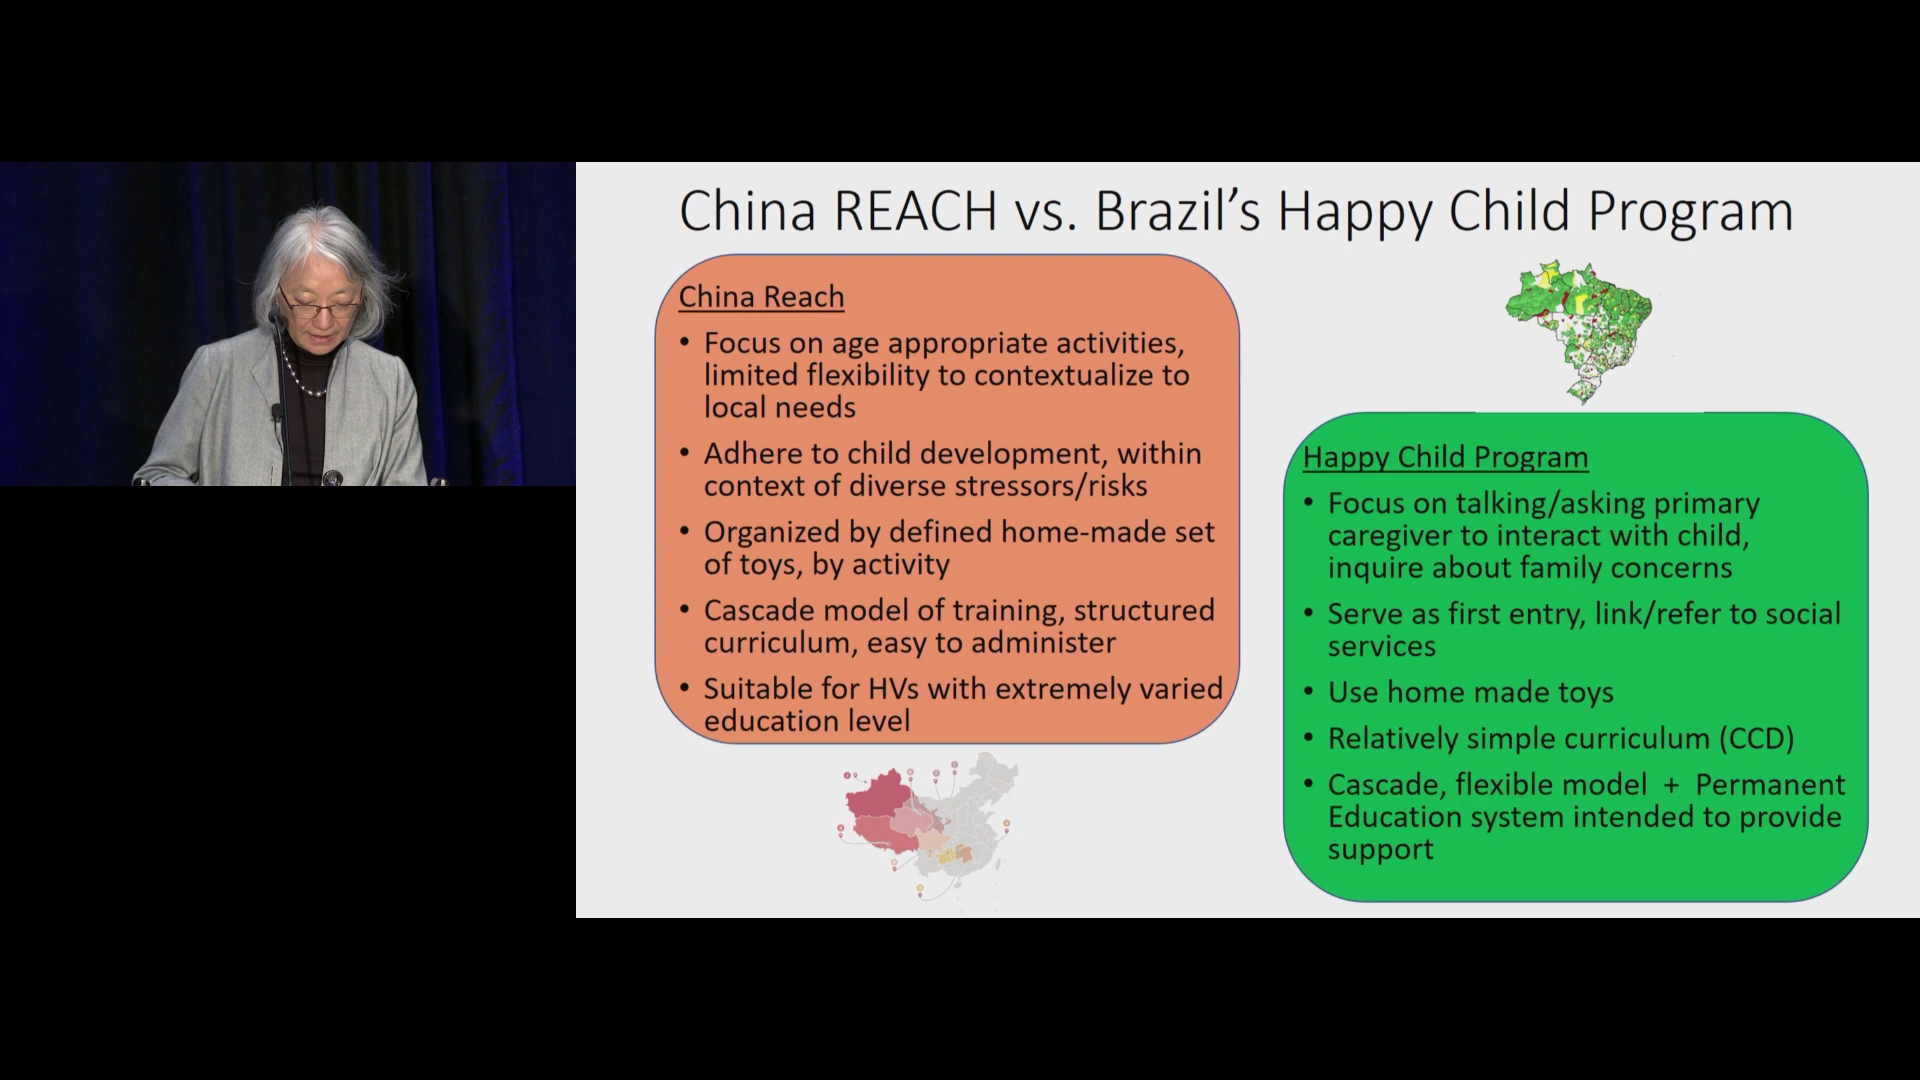 China REACH vs. Brazil’s Happy Child Program
China Reach
• Focus on age appropriate activities,
limited flexibility to contextualize to
local needs
• Adhere to child development, within
context of diverse stressors/risks
• Organized by defined home-made set
of toys, by activity
• Cascade model of training, structured
curriculum, easy to administer
• Suitable for HVs with extremely varied
education level
Happy Child Program
• Focus on talking/asking primary
caregiver to interact with child,
inquire about family concerns
• Serve as first entry, link/refer to social
services
• Use home made toys
• Relatively simple curriculum (CCD)
• Cascade, flexible model + Permanent
Education system intended to provide
support